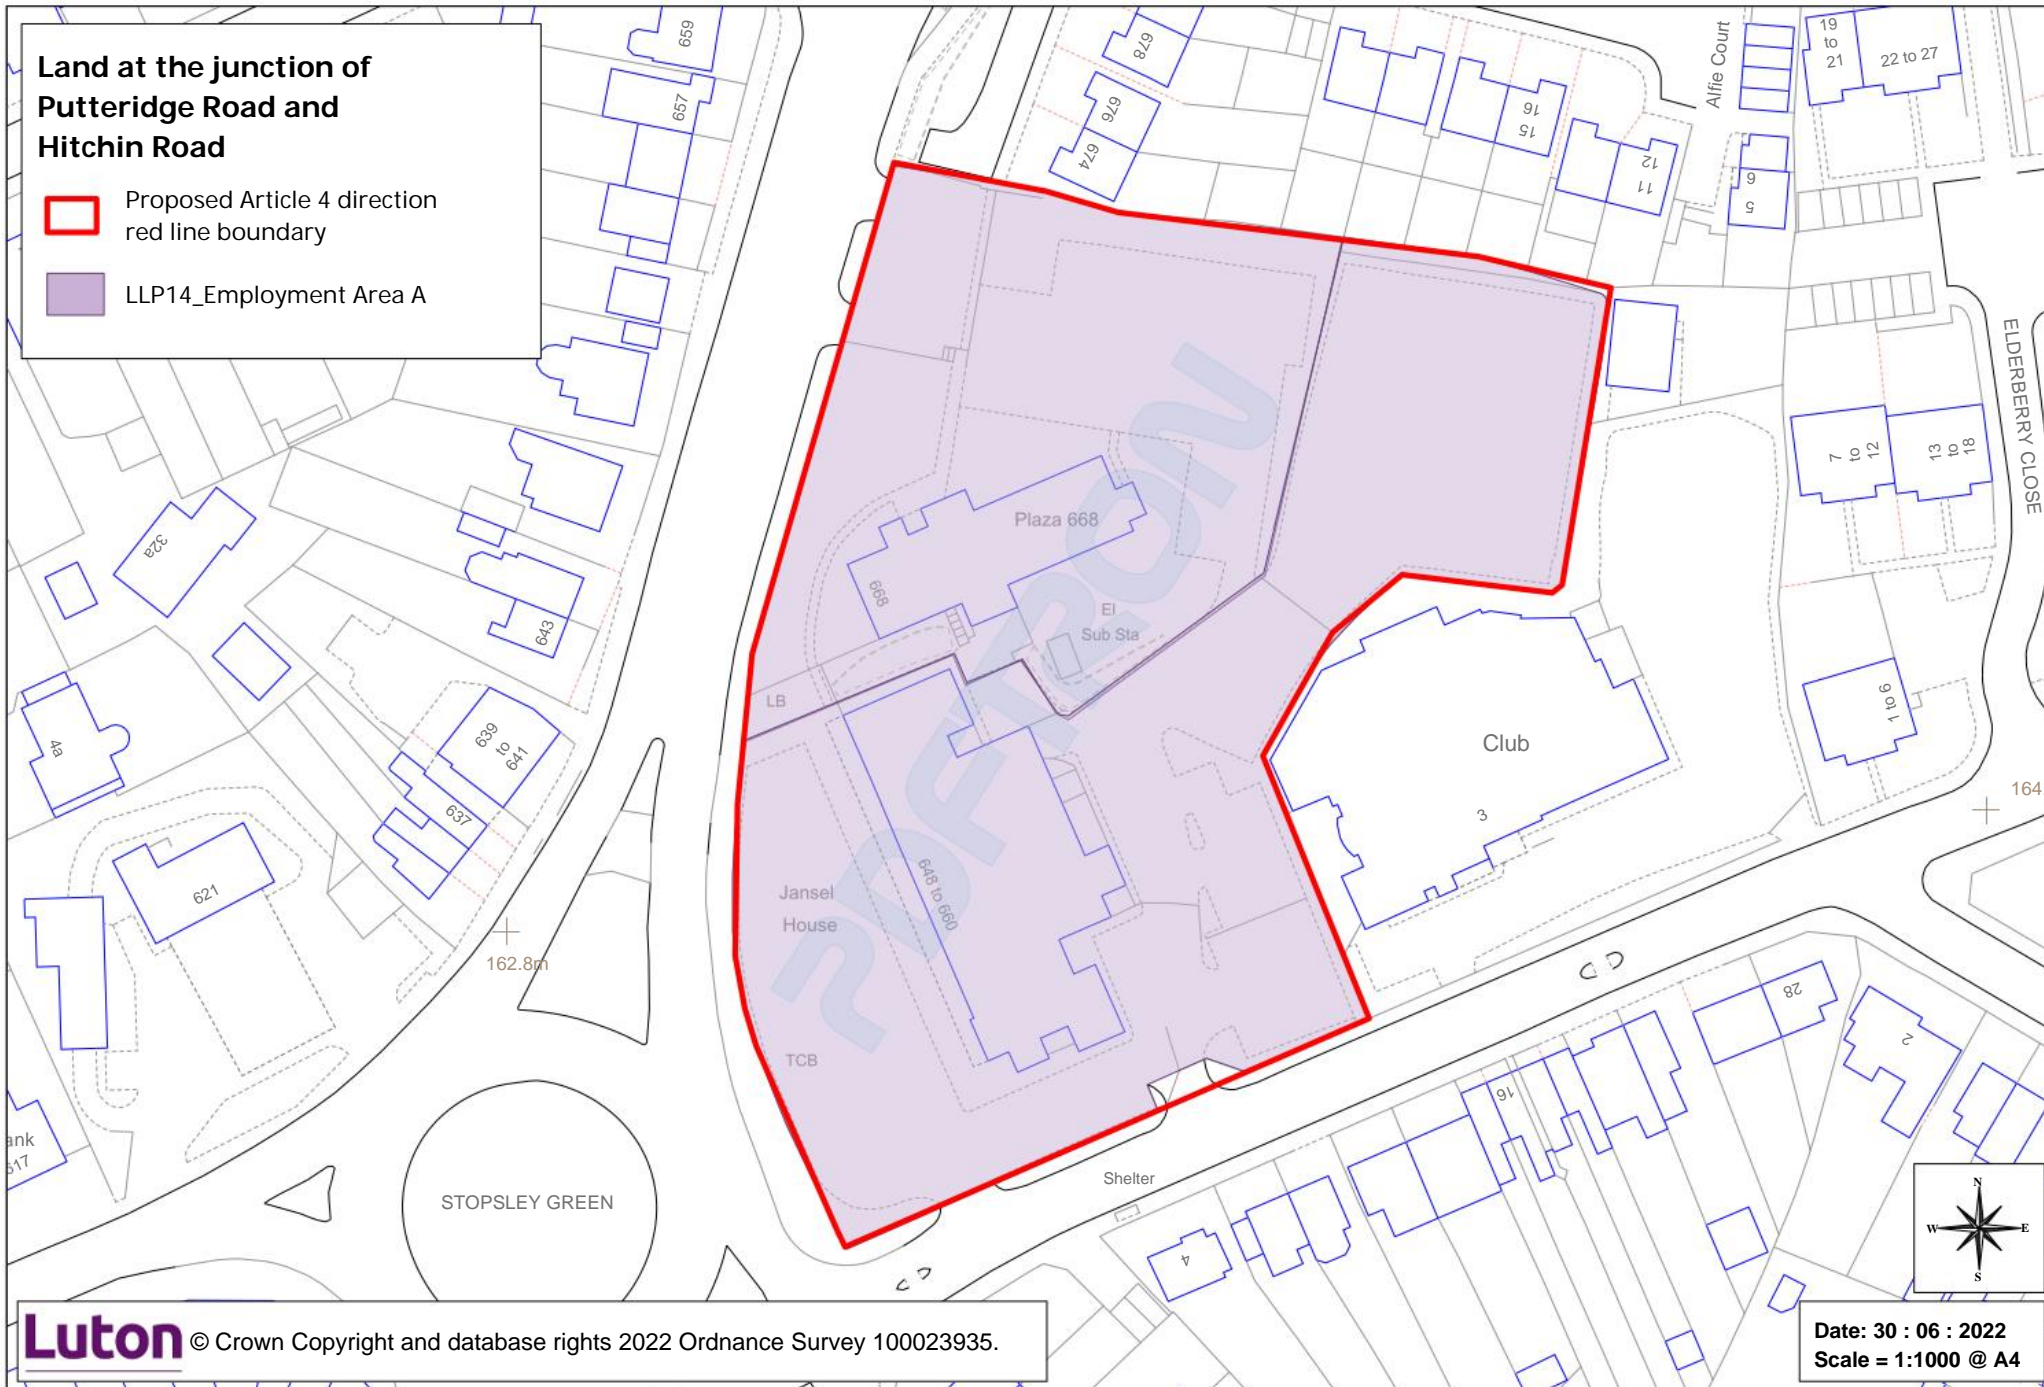 Land at the junction of
Putteridge Road and
Hitchin Road
Proposed Article 4 direction
red line boundary
LLP14_Employment Area A
659
657
678
676
674
16
15
12
11
Alfie Court
19
to
21
22 to 27
6
5
ELDERBERRY CLOSE
7
to
12
13
to
18
1 to 6
32a
643
4a
639
to
641
637
621
162.8m
Plaza 668
668
El
Sub Sta
LB
Jansel
House
648 to 660
TCB
Club
3
164
28
2
16
4
Shelter
STOPSLEY GREEN
ank
617
PDFTRON
N
W
E
S
Luton
© Crown Copyright and database rights 2022 Ordnance Survey 100023935.
Date: 30 : 06 : 2022
Scale = 1:1000 @ A4